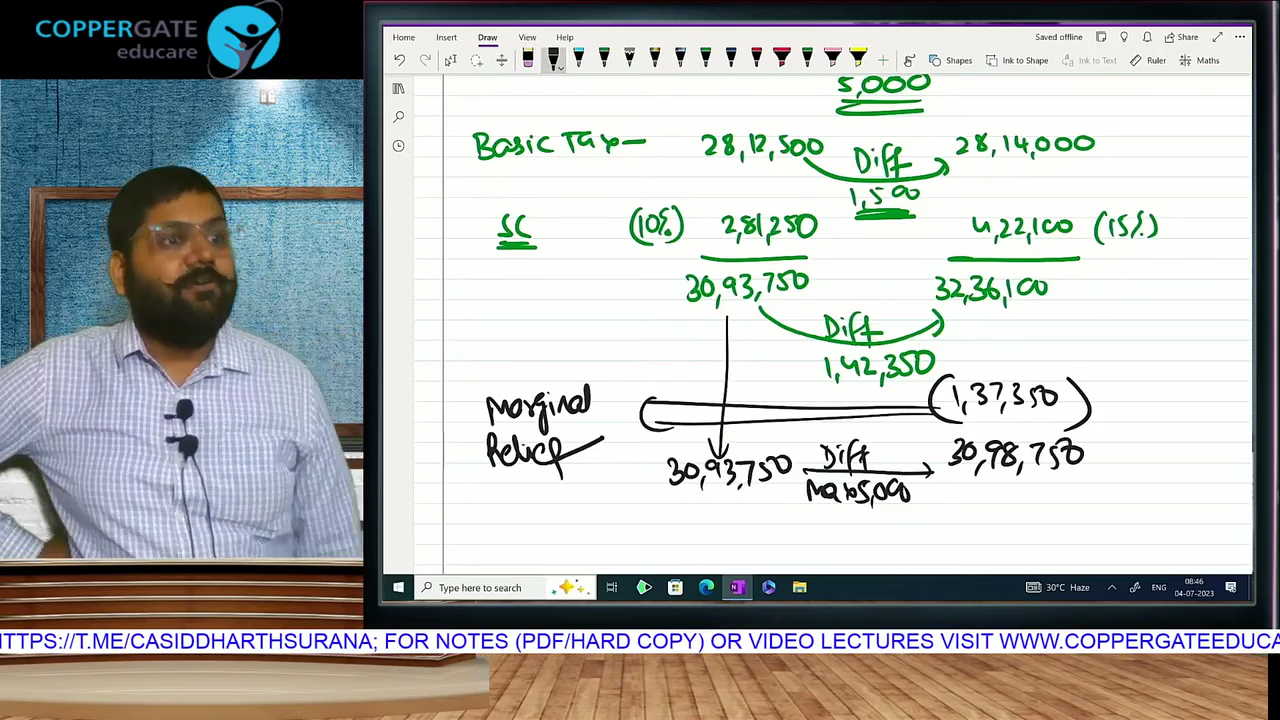 COPPERGATE
educare
Home Insert Draw View Help
Saved offline
Share
Shapes Ink to Shape Ink to Text Ruler Maths
5,000
Basic Tax 28,12,500 Diff 28,14,000
1,500
SC (10%) 2,81,250 4,22,100 (15%)
30,93,750 32,36,100
Diff
1,42,350
Marginal (1,37,350)
Relief 30,93,750 Diff 30,98,750
Max 5,000
Type here to search
30°C Haze ENG 08:46
04-07-2023
HTTPS://T.ME/CASIDDHARTHSURANA; FOR NOTES (PDF/HARD COPY) OR VIDEO LECTURES VISIT WWW.COPPERGATEEDUCA